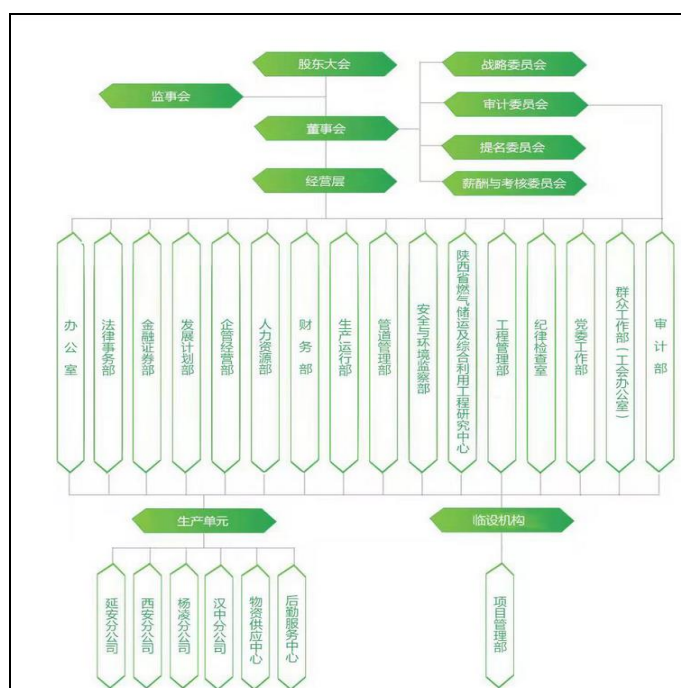 股东大会
战略委员会
监事会
审计委员会
董事会
提名委员会
经营层
薪酬与考核委员会
办公室
法律事务部
金融证券部
发展计划部
企管经营部
人力资源部
财务部
生产运行部
管道管理部
安全与环境监察部
陕西省燃气储运及综合利用工程研究中心
工程管理部
纪律检查室
党委工作部
群众工作部(工会办公室)
审计部
生产单元
临设机构
延安分公司
西安分公司
杨凌分公司
汉中分公司
物资供应中心
后勤服务中心
项目管理部